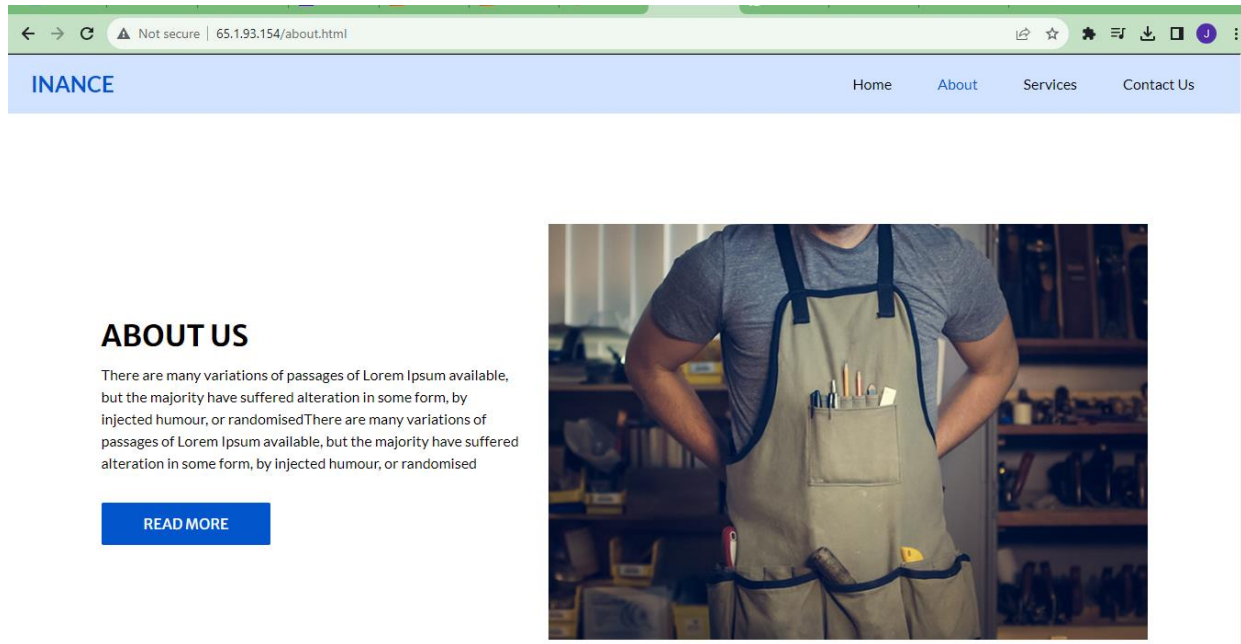 Not secure 65.1.93.154/about.html J
INANCE Home About Services Contact Us
ABOUT US
There are many variations of passages of Lorem Ipsum available,
but the majority have suffered alteration in some form, by
injected humour, or randomisedThere are many variations of
passages of Lorem Ipsum available, but the majority have suffered
alteration in some form, by injected humour, or randomised
READ MORE